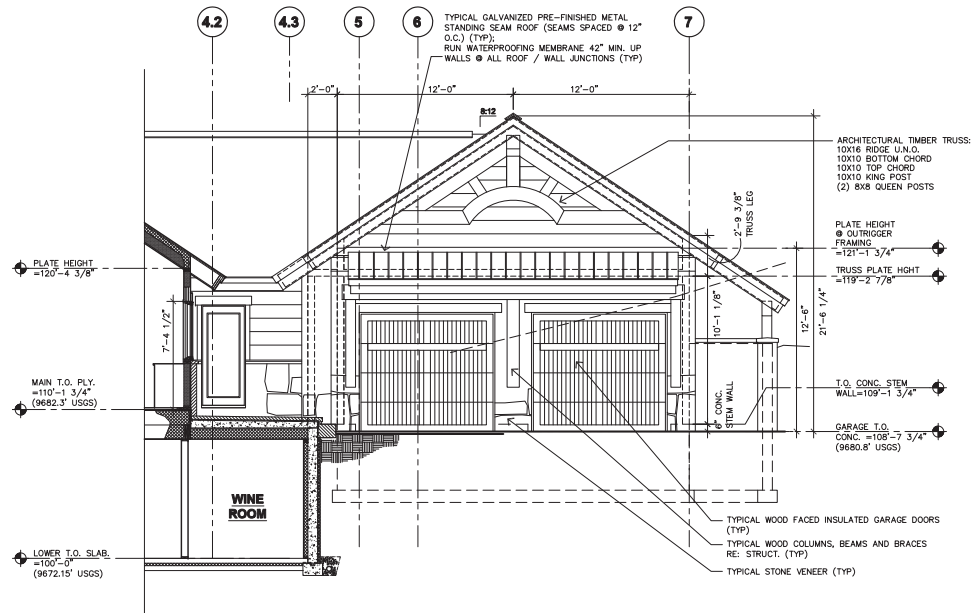 4.2
4.3
5
6
7
TYPICAL GALVANIZED PRE-FINISHED METAL
STANDING SEAM ROOF (SEAMS SPACED @ 12"
O.C.) (TYP);
RUN WATERPROOFING MEMBRANE 42" MIN. UP
WALLS @ ALL ROOF / WALL JUNCTIONS (TYP)
2'-0"
12'-0"
12'-0"
8:12
ARCHITECTURAL TIMBER TRUSS:
10X16 RIDGE U.N.O.
10X10 BOTTOM CHORD
10X10 TOP CHORD
10X10 KING POST
(2) 8X8 QUEEN POSTS
2'-9 3/8"
TRUSS LEG
PLATE HEIGHT
@ OUTRIGGER
FRAMING
=121'-1 3/4"
PLATE HEIGHT
=120'-4 3/8"
TRUSS PLATE HGHT
=119'-2 7/8"
7'-4 1/2"
10'-1 1/8"
12'-6"
21'-6 1/4"
MAIN T.O. PLY.
=110'-1 3/4"
(9682.3' USGS)
6" CONC.
STEM WALL
T.O. CONC. STEM
WALL=109'-1 3/4"
GARAGE T.O.
CONC. =108'-7 3/4"
(9680.8' USGS)
WINE
ROOM
TYPICAL WOOD FACED INSULATED GARAGE DOORS
(TYP)
TYPICAL WOOD COLUMNS, BEAMS AND BRACES
RE: STRUCT. (TYP)
TYPICAL STONE VENEER (TYP)
LOWER T.O. SLAB.
=100'-0"
(9672.15' USGS)